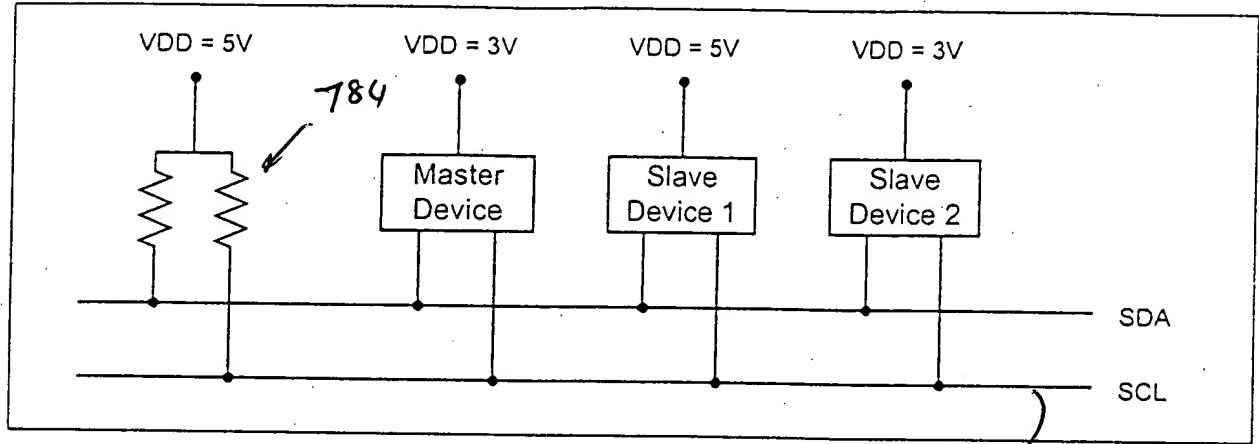 VDD = 5V
VDD = 3V
VDD = 5V
VDD = 3V
784
Master
Device
Slave
Device 1
Slave
Device 2
SDA
SCL